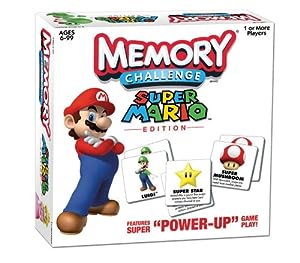 AGES
6-99
1 or More
Players
MEMORY
CHALLENGE
SUPER
MARIO
EDITION
LUIGI
SUPER STAR
SUPER
MUSHROOM
FEATURES
SUPER
"POWER-UP"
GAME
PLAY!